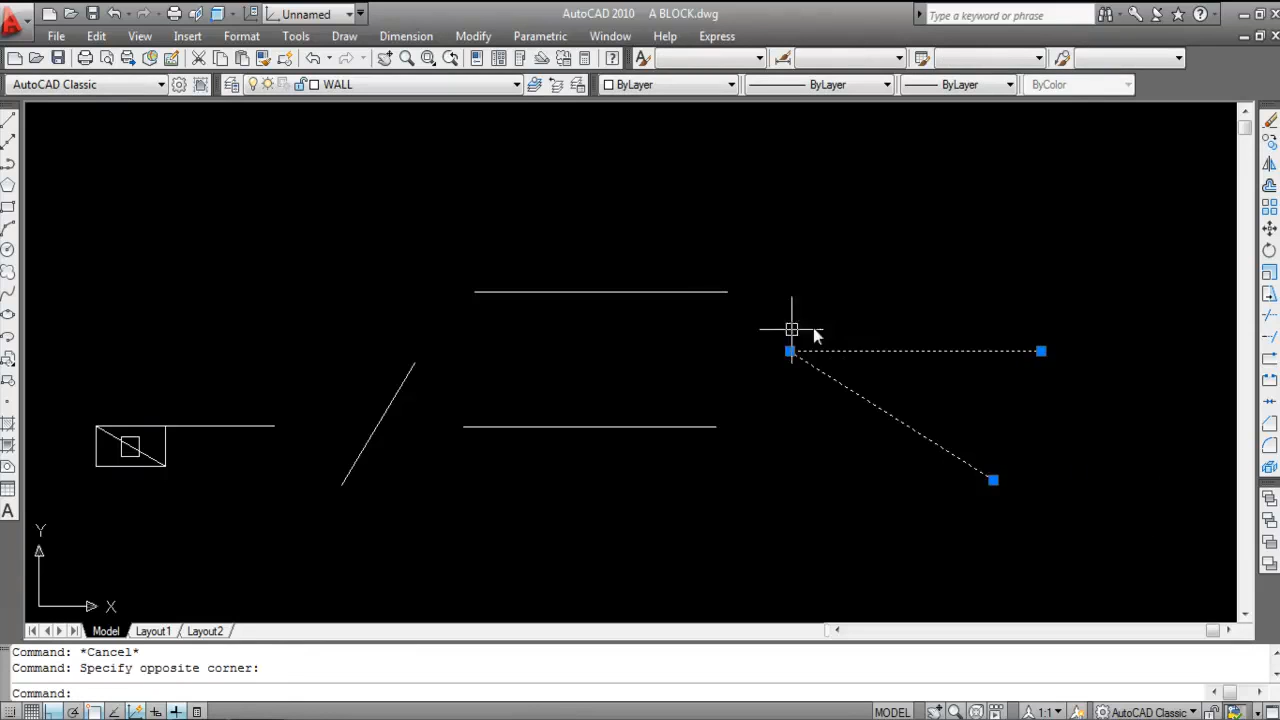 Unnamed AutoCAD 2010 A BLOCK.dwg Type a keyword or phrase
File Edit View Insert Format Tools Draw Dimension Modify Parametric Window Help Express
AutoCAD Classic WALL ByLayer ByLayer ByLayer ByColor
Y
X
Model Layout1 Layout2
Command: *Cancel*
Command: Specify opposite corner:
Command:
MODEL 1:1 AutoCAD Classic